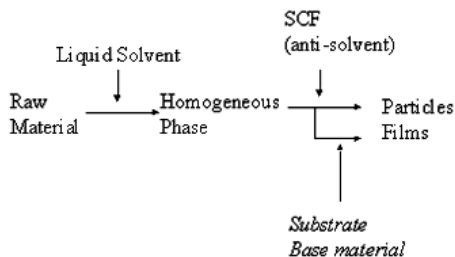 SCF
(anti-solvent)
Liquid Solvent
Raw
Material
Homogeneous
Phase
Particles
Films
Substrate
Base material